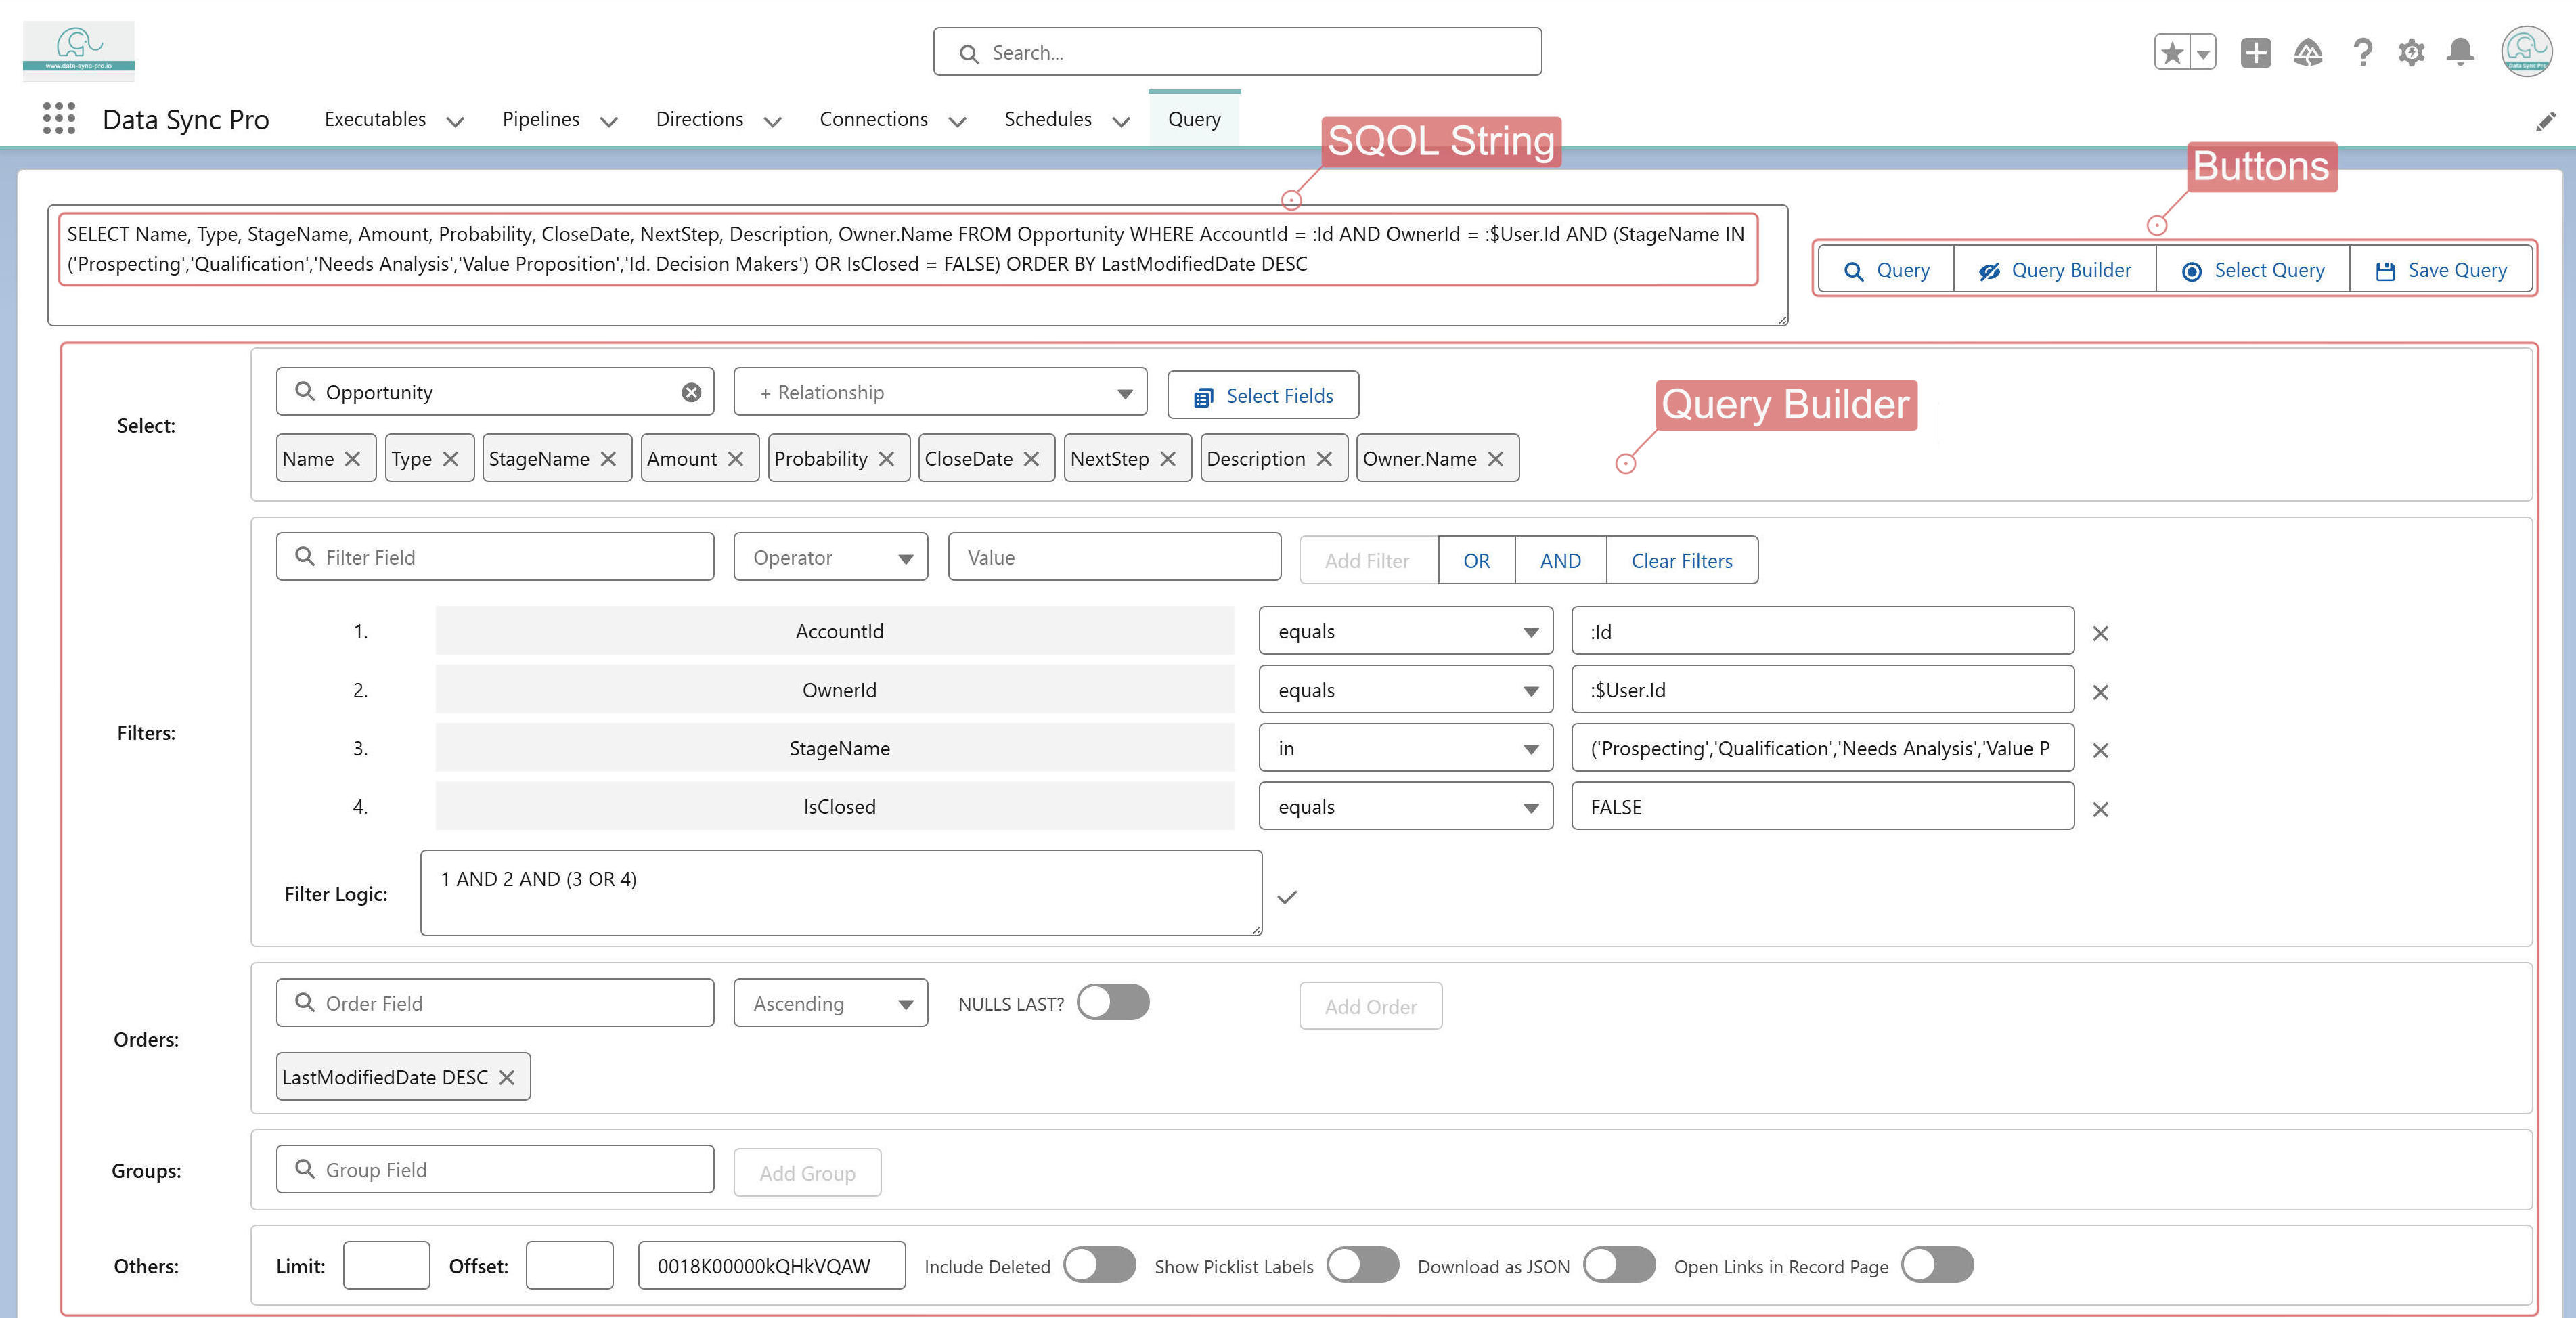 www.data-sync-pro.io
Search...
Data Sync Pro
Data Sync Pro
Executables
Pipelines
Directions
Connections
Schedules
Query
SQOL String
Buttons
SELECT Name, Type, StageName, Amount, Probability, CloseDate, NextStep, Description, Owner.Name FROM Opportunity WHERE AccountId = :Id AND OwnerId = :$User.Id AND (StageName IN
('Prospecting','Qualification','Needs Analysis','Value Proposition','Id. Decision Makers') OR IsClosed = FALSE) ORDER BY LastModifiedDate DESC
Query
Query Builder
Select Query
Save Query
Select:
Opportunity
+ Relationship
Select Fields
Query Builder
Name
Type
StageName
Amount
Probability
CloseDate
NextStep
Description
Owner.Name
Filters:
Filter Field
Operator
Value
Add Filter
OR
AND
Clear Filters
1.
AccountId
equals
:Id
2.
OwnerId
equals
:$User.Id
3.
StageName
in
('Prospecting','Qualification','Needs Analysis','Value P
4.
IsClosed
equals
FALSE
Filter Logic:
1 AND 2 AND (3 OR 4)
Orders:
Order Field
Ascending
NULLS LAST?
Add Order
LastModifiedDate DESC
Groups:
Group Field
Add Group
Others:
Limit:
Offset:
0018K00000kQHkVQAW
Include Deleted
Show Picklist Labels
Download as JSON
Open Links in Record Page